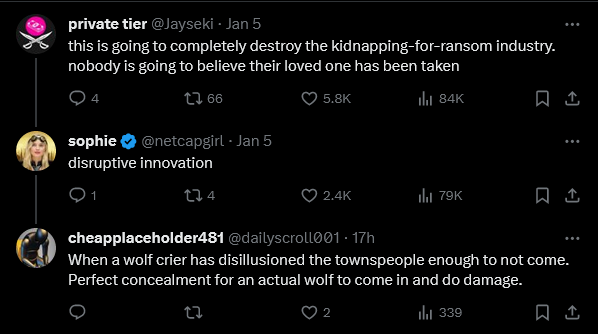 private tier @Jayseki · Jan 5
this is going to completely destroy the kidnapping-for-ransom industry.
nobody is going to believe their loved one has been taken
4 66 5.8K 84K
sophie @netcapgirl · Jan 5
disruptive innovation
1 4 2.4K 79K
cheapplaceholder481 @dailyscroll001 · 17h
When a wolf crier has disillusioned the townspeople enough to not come.
Perfect concealment for an actual wolf to come in and do damage.
2 339